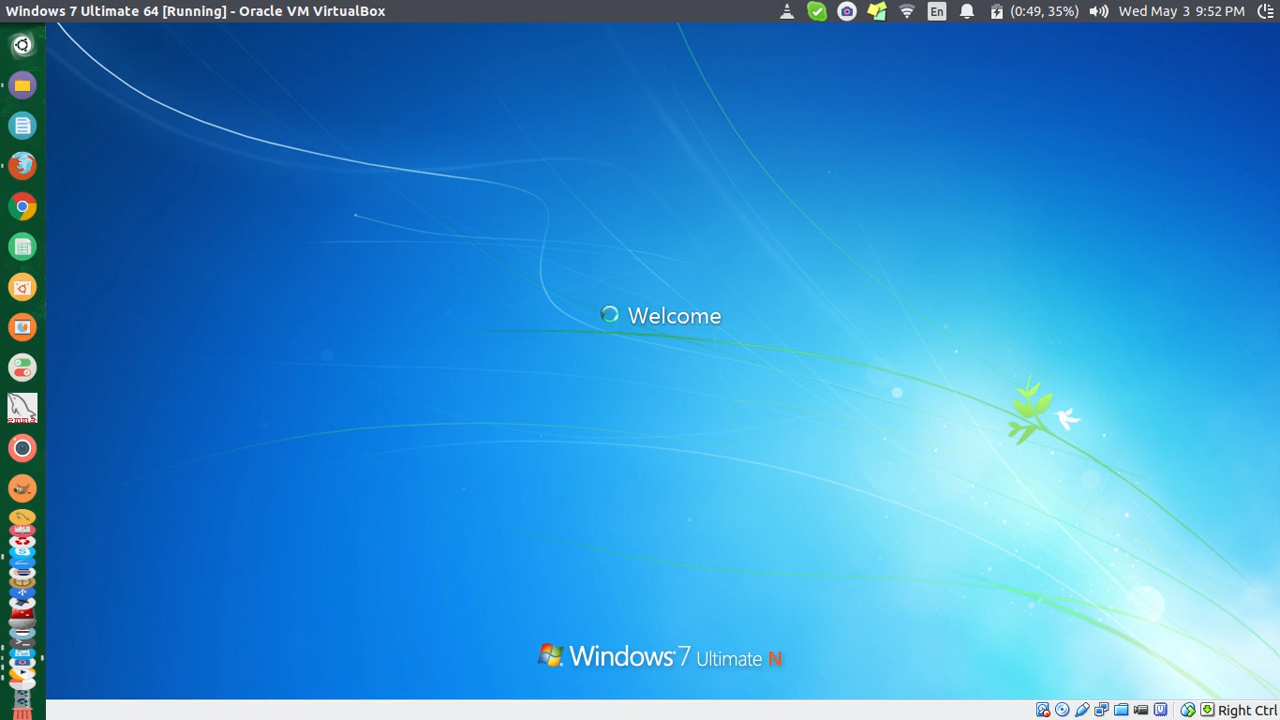 Windows 7 Ultimate 64 [Running] - Oracle VM VirtualBox
En
(0:49, 35%)
Wed May 3 9:52 PM
emma
Welcome
Windows 7 Ultimate N
Right Ctrl